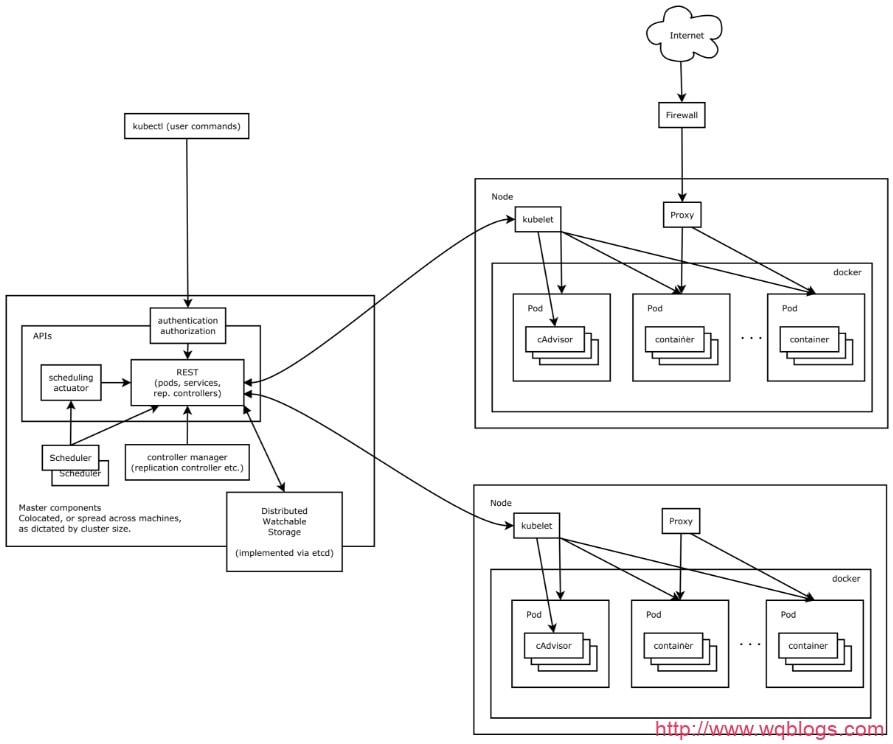 Internet
Firewall
kubectl (user commands)
Node
kubelet
Proxy
docker
Pod
cAdvisor
Pod
container
. . .
Pod
container
authentication
authorization
APIs
REST
(pods, services,
rep. controllers)
scheduling
actuator
Scheduler
Scheduler
controller manager
(replication controller etc.)
Master components
Colocated, or spread across machines,
as dictated by cluster size.
Distributed
Watchable
Storage
(implemented via etcd)
Node
kubelet
Proxy
docker
Pod
cAdvisor
Pod
container
. . .
Pod
container
http://www.wqblogs.com